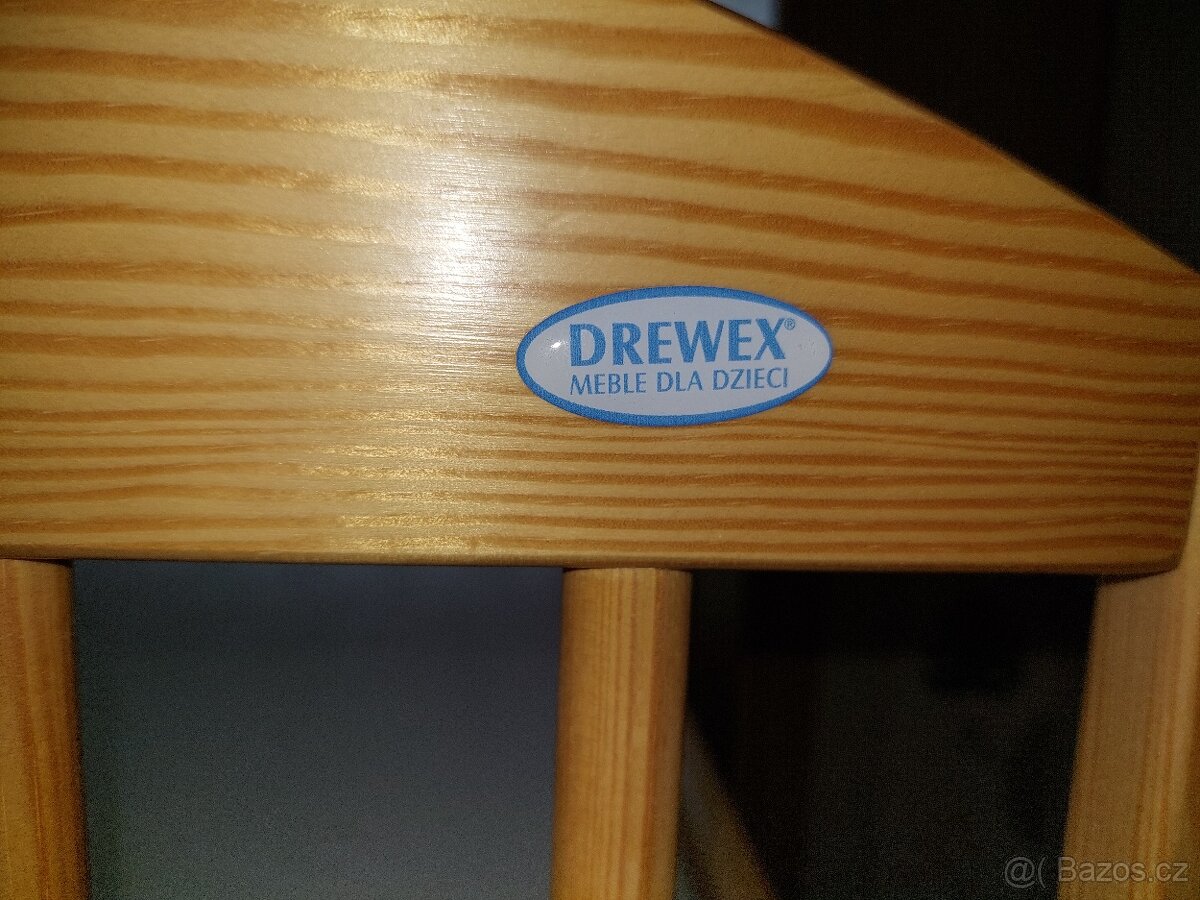 DREWEX®
MEBLE DLA DZIECI
@( Bazos.cz